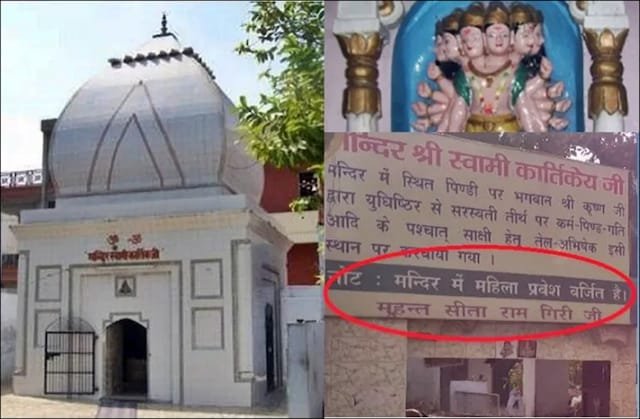 ॐ ॐ
मन्दिर स्वामी कार्तिक जी
मन्दिर श्री स्वामी कार्तिकेय जी
मन्दिर में स्थित पिण्डी पर भगवान श्री कृष्ण जी
द्वारा युधिष्टिर से सरस्वती तीर्थ पर कर्म-पिण्ड-गति
आदि के पश्चात् साक्षी हेतु तेल-अभिषेक इसी
स्थान पर करवाया गया ।
नोट : मन्दिर में महिला प्रवेश वर्जित है।
महन्त सीता राम गिरी जी